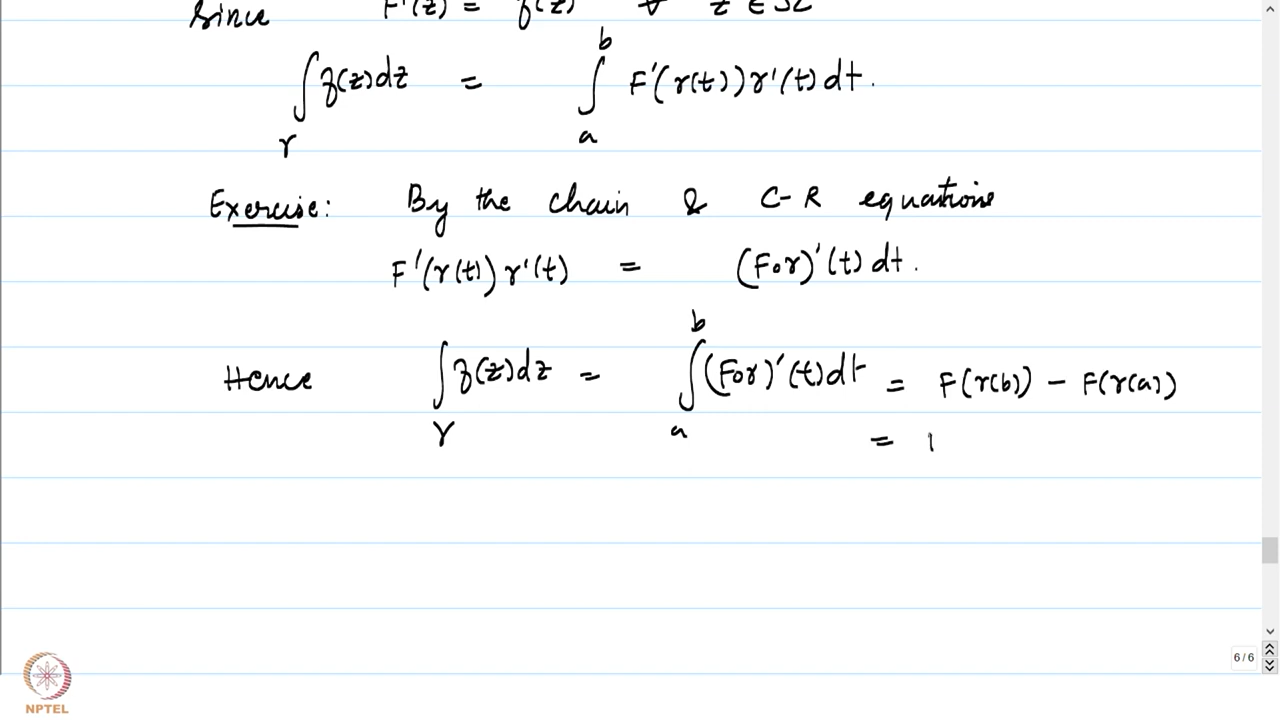 Since F'(z) = f(z) ∀ z ∈ Ω
∫_γ f(z)dz = ∫_a^b F'(γ(t))γ'(t)dt.
Exercise: By the chain & C-R equations
F'(γ(t))γ'(t) = (F∘γ)'(t)dt.
Hence ∫_γ f(z)dz = ∫_a^b (F∘γ)'(t)dt = F(γ(b)) - F(γ(a))
=
6/6
NPTEL